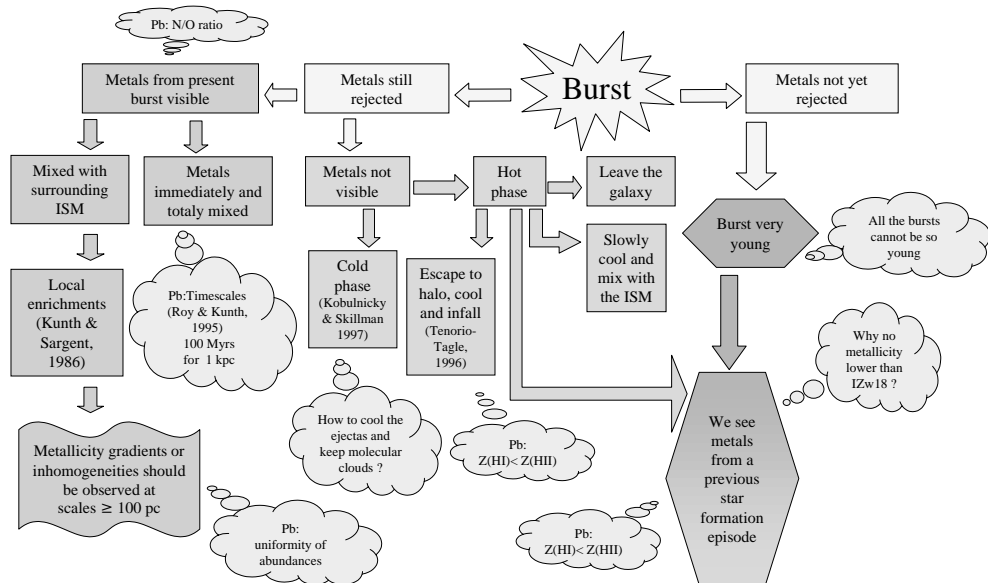 Pb: N/O ratio
Metals from present
burst visible
Metals still
rejected
Burst
Metals not yet
rejected
Mixed with
surrounding
ISM
Metals
immediately and
totaly mixed
Metals not
visible
Hot
phase
Leave the
galaxy
Burst very
young
All the bursts
cannot be so
young
Slowly
cool and
mix with
the ISM
Local
enrichments
(Kunth &
Sargent,
1986)
Pb:Timescales
(Roy & Kunth,
1995)
100 Myrs
for 1 kpc
Cold
phase
(Kobulnicky
& Skillman
1997)
Escape to
halo, cool
and infall
(Tenorio-
Tagle,
1996)
Why no
metallicity
lower than
IZw18 ?
How to cool the
ejectas and
keep molecular
clouds ?
Pb:
Z(HI)< Z(HII)
We see
metals
from a
previous
star
formation
episode
Metallicity gradients or
inhomogeneities should
be observed at
scales ≥ 100 pc
Pb:
uniformity of
abundances
Pb:
Z(HI)< Z(HII)